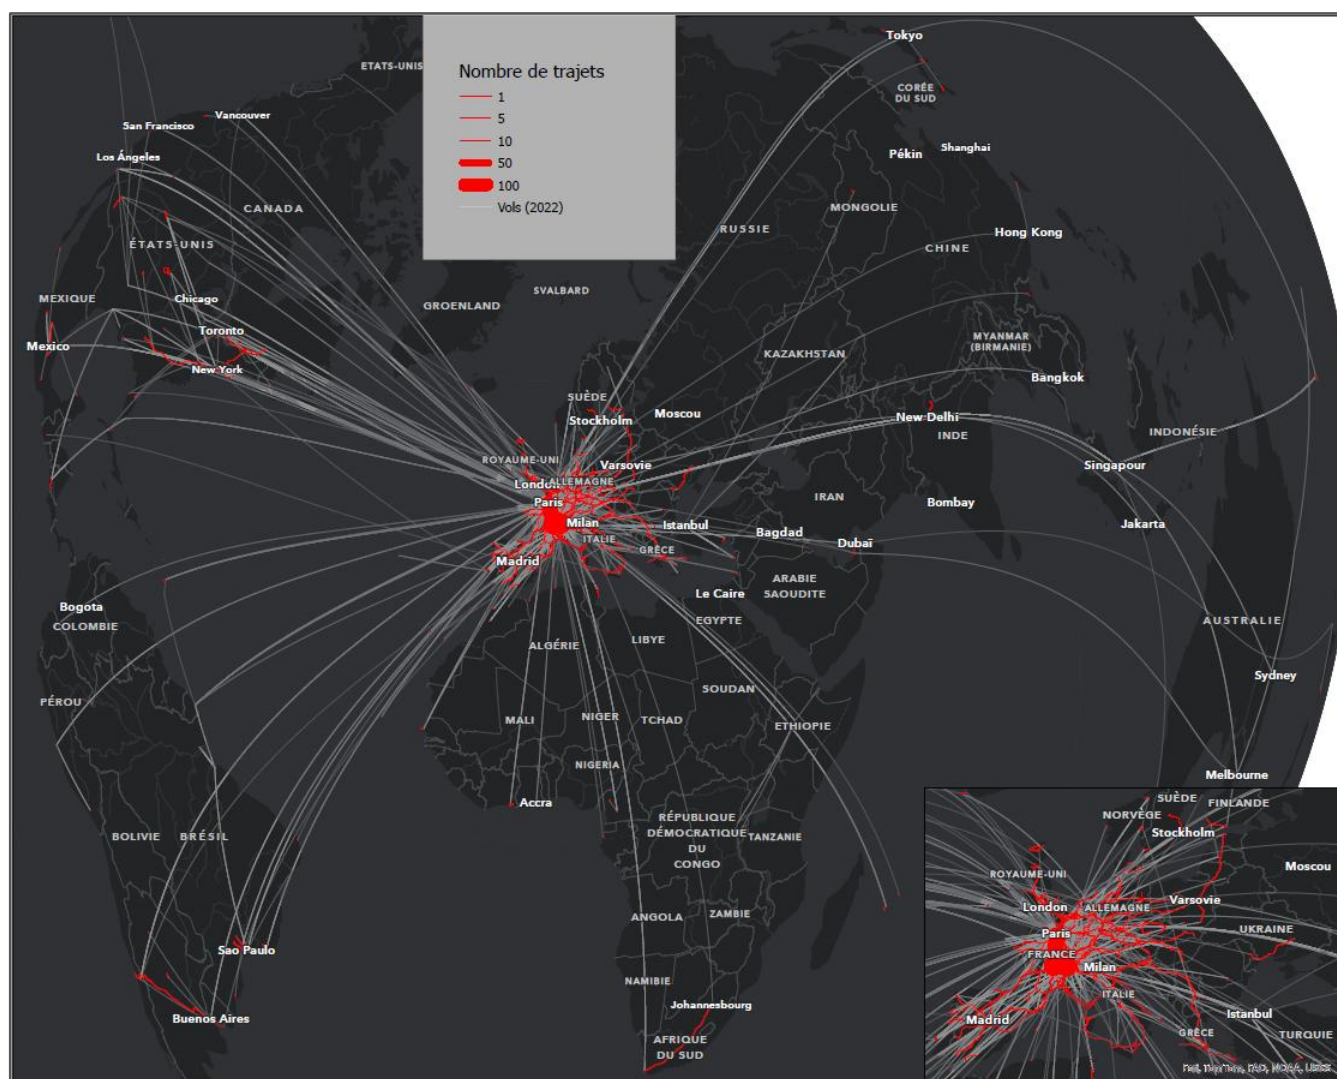 Nombre de trajets
1
5
10
50
100
Vols (2022)
Tokyo
ETATS-UNIS
CORÉE
DU SUD
Vancouver
San Francisco
Shanghai
Pékin
Los Ángeles
CANADA
MONGOLIE
RUSSIE
Hong Kong
ÉTATS-UNIS
CHINE
SVALBARD
MEXIQUE
Chicago
GROENLAND
Toronto
MYANMAR
(BIRMANIE)
Mexico
KAZAKHSTAN
New York
Bangkok
SUÈDE
Stockholm
Moscou
New Delhi
INDE
INDONÉSIE
ROYAUME-UNI
Varsovie
Singapour
London
ALLEMAGNE
Paris
IRAN
Bombay
Milan
Istanbul
Jakarta
Bagdad
ITALIE
Dubaï
GRÈCE
Madrid
ARABIE
SAOUDITE
Le Caire
Bogota
EGYPTE
COLOMBIE
AUSTRALIE
ALGÉRIE
LIBYE
Sydney
SOUDAN
PÉROU
MALI
NIGER
TCHAD
ETHIOPIE
NIGERIA
Melbourne
Accra
RÉPUBLIQUE
DÉMOCRATIQUE
DU
CONGO
TANZANIE
BOLIVIE
BRÉSIL
ANGOLA
ZAMBIE
Sao Paulo
NAMIBIE
Johannesbourg
Buenos Aires
AFRIQUE
DU SUD
SUÈDE
FINLANDE
NORVÈGE
Stockholm
Moscou
ROYAUME-UNI
London
ALLEMAGNE
Varsovie
Paris
UKRAINE
FRANCE
Milan
ITALIE
Madrid
Istanbul
GRÈCE
TURQUIE